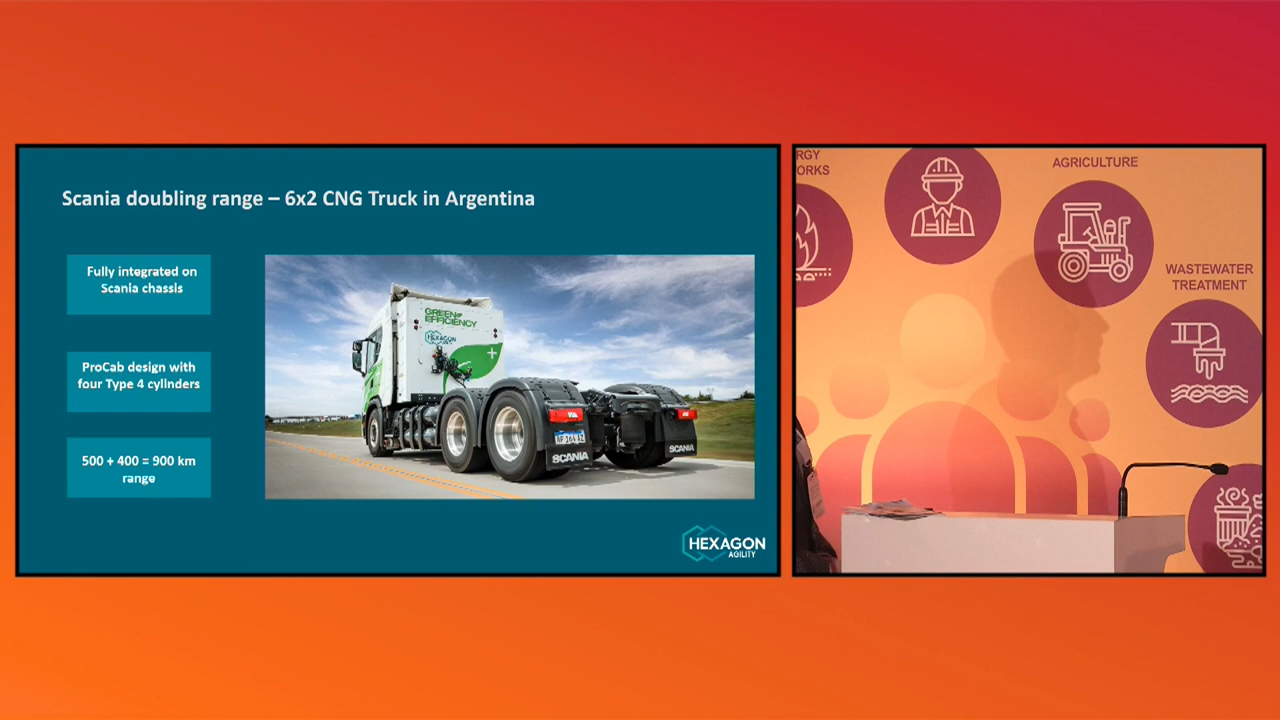 Scania doubling range – 6x2 CNG Truck in Argentina
Fully integrated on
Scania chassis
ProCab design with
four Type 4 cylinders
500 + 400 = 900 km
range
GREEN
EFFICIENCY
HEXAGON
SCANIA
SCANIA
HEXAGON
AGILITY
RGY
ORKS
AGRICULTURE
WASTEWATER
TREATMENT